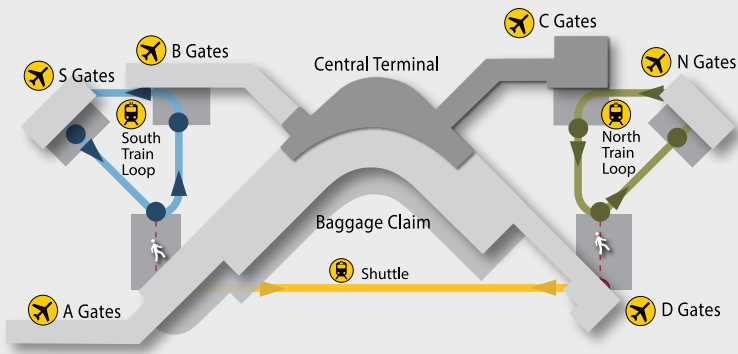 C Gates
B Gates
Central Terminal
N Gates
S Gates
South
Train
Loop
North
Train
Loop
Baggage Claim
Shuttle
A Gates
D Gates